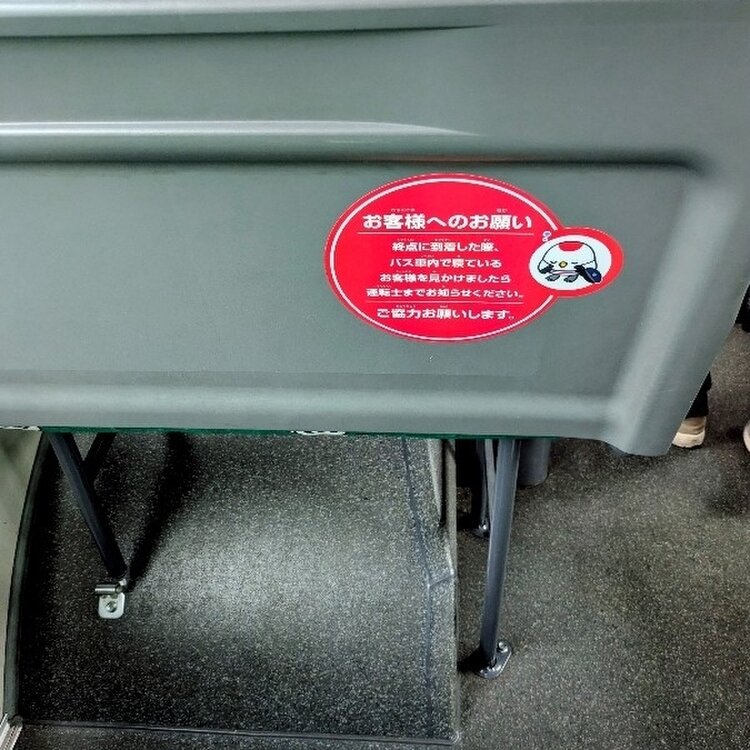 お客様へのお願い
終点に到着した際、
バス車内で寝ている
お客様を見かけましたら
運転士までお知らせください。
ご協力お願いします。